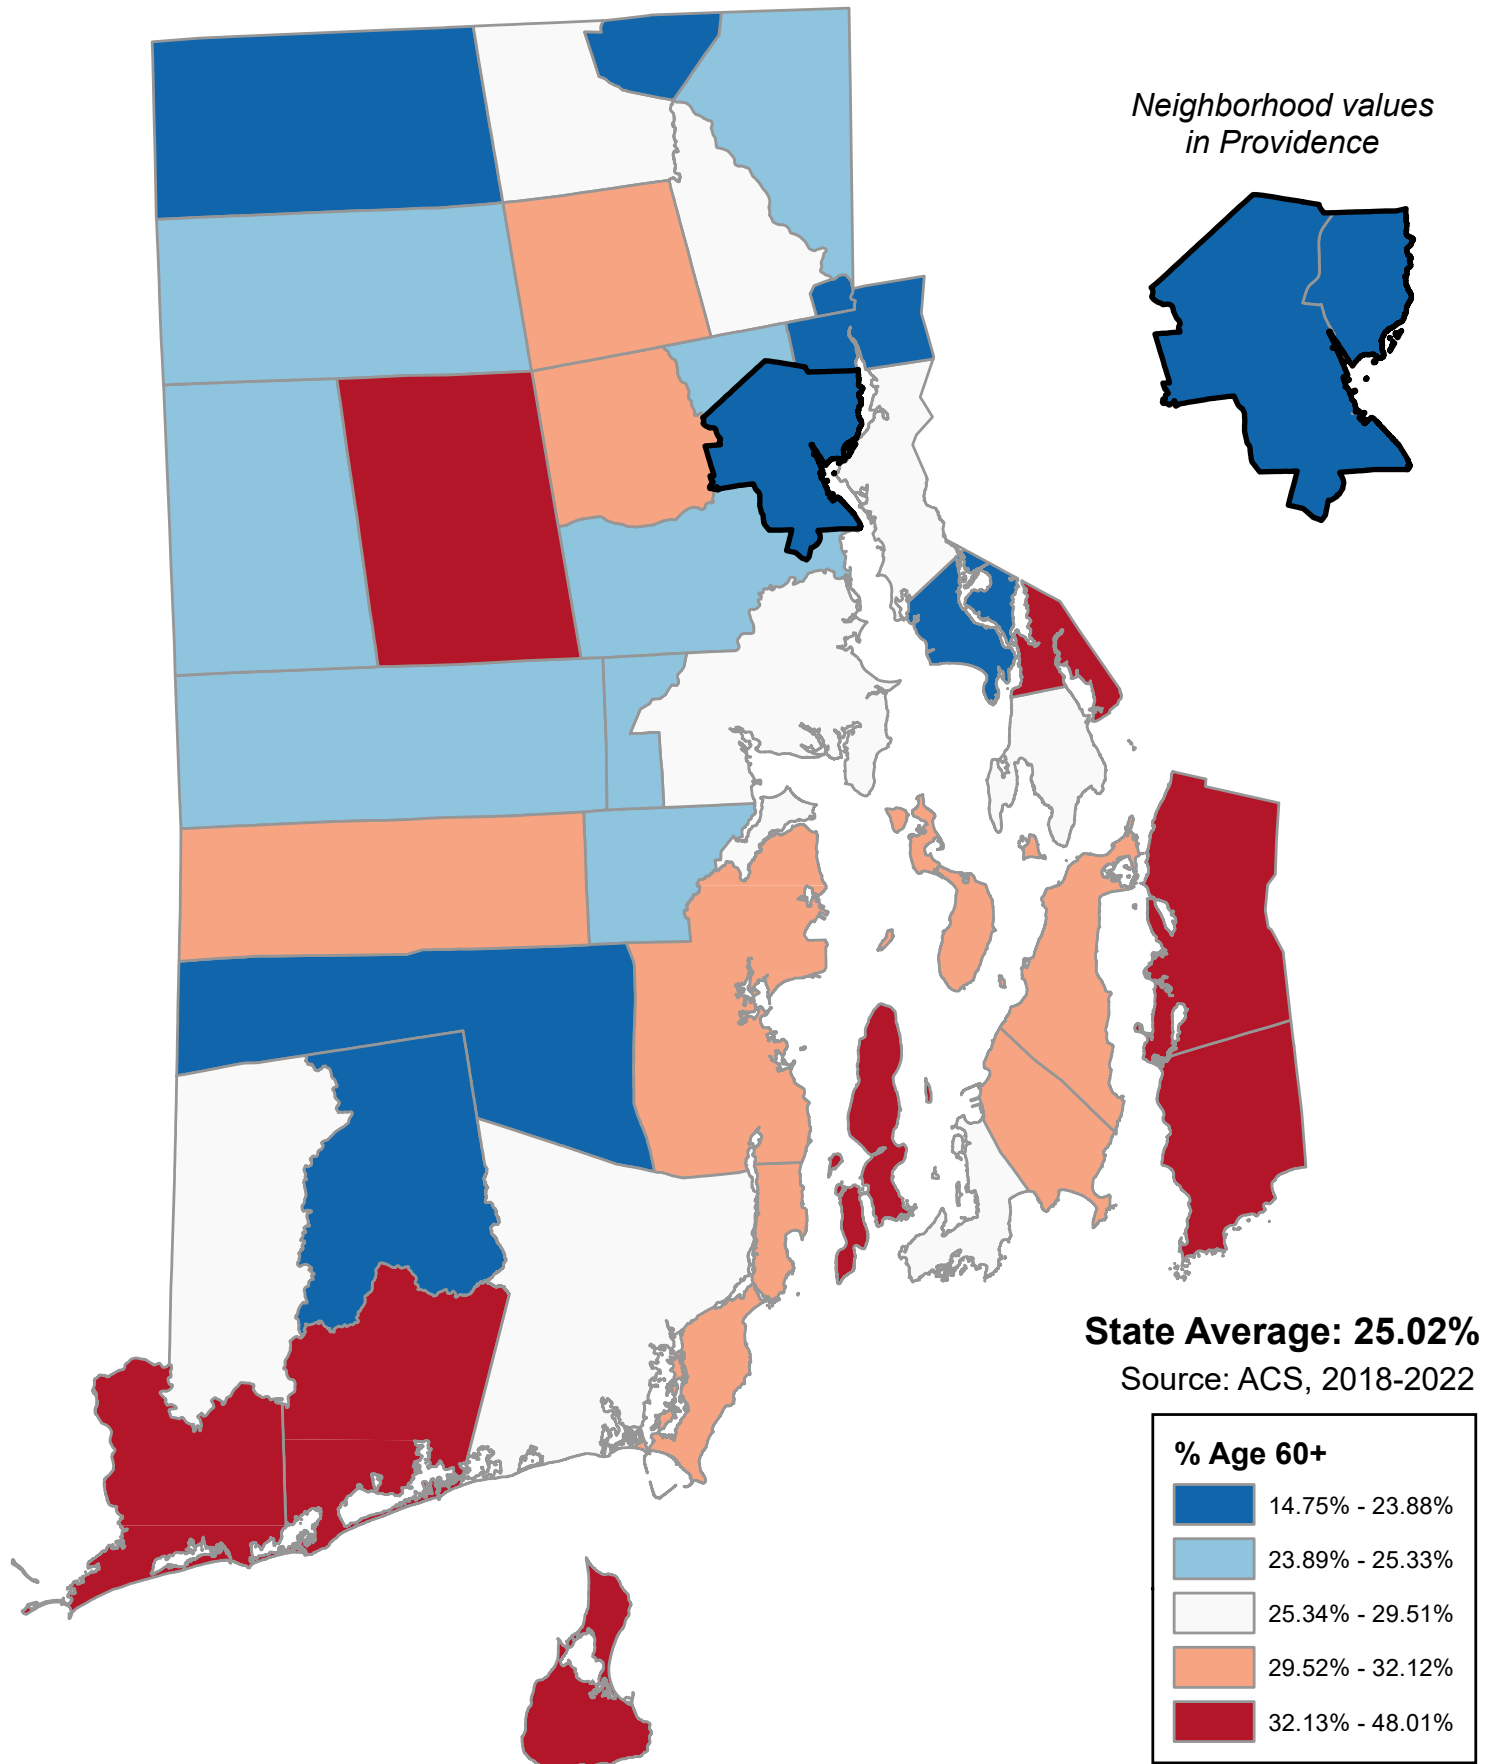 Neighborhood values
in Providence
State Average: 25.02%
Source: ACS, 2018-2022
% Age 60+
14.75% - 23.88%
23.89% - 25.33%
25.34% - 29.51%
29.52% - 32.12%
32.13% - 48.01%